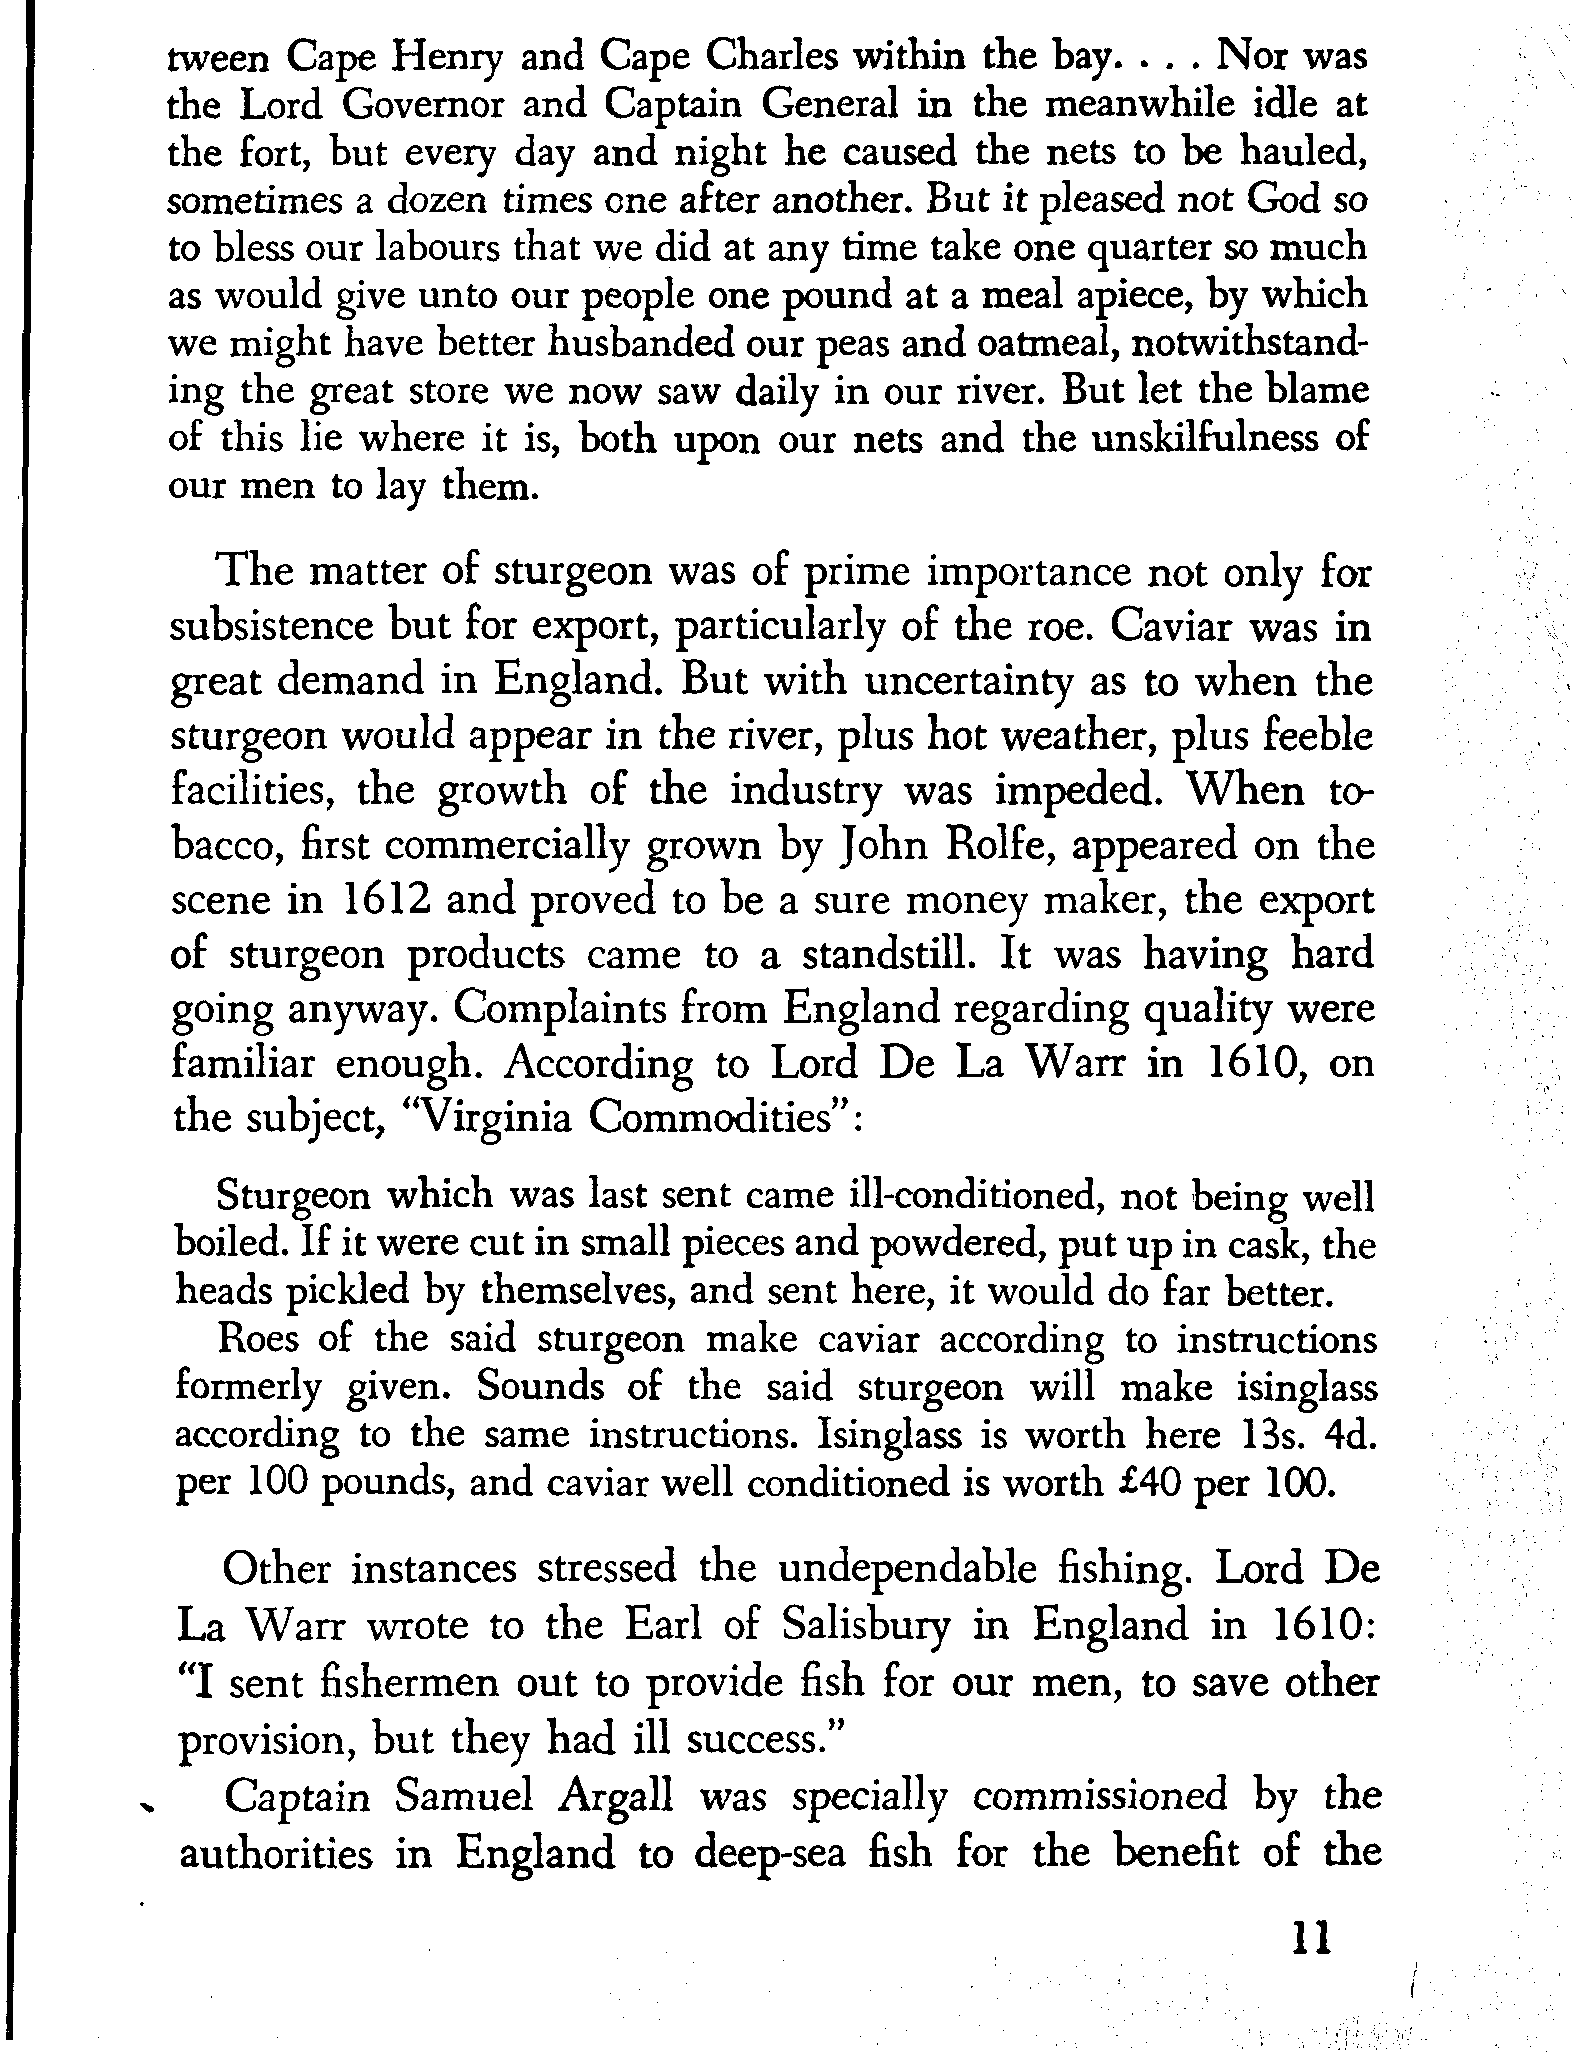 tween Cape Henry and Cape Charles within the bay. . . . Nor was
the Lord Governor and Captain General in the meanwhile idle at
the fort, but every day and night he caused the nets to be hauled,
sometimes a dozen times one after another. But it pleased not God so
to bless our labours that we did at any time take one quarter so much
as would give unto our people one pound at a meal apiece, by which
we might have better husbanded our peas and oatmeal, notwithstand-
ing the great store we now saw daily in our river. But let the blame
of this lie where it is, both upon our nets and the unskilfulness of
our men to lay them.
The matter of sturgeon was of prime importance not only for
subsistence but for export, particularly of the roe. Caviar was in
great demand in England. But with uncertainty as to when the
sturgeon would appear in the river, plus hot weather, plus feeble
facilities, the growth of the industry was impeded. When to-
bacco, first commercially grown by John Rolfe, appeared on the
scene in 1612 and proved to be a sure money maker, the export
of sturgeon products came to a standstill. It was having hard
going anyway. Complaints from England regarding quality were
familiar enough. According to Lord De La Warr in 1610, on
the subject, "Virginia Commodities":
Sturgeon which was last sent came ill-conditioned, not being well
boiled. If it were cut in small pieces and powdered, put up in cask, the
heads pickled by themselves, and sent here, it would do far better.
Roes of the said sturgeon make caviar according to instructions
formerly given. Sounds of the said sturgeon will make isinglass
according to the same instructions. Isinglass is worth here 13s. 4d.
per 100 pounds, and caviar well conditioned is worth £40 per 100.
Other instances stressed the undependable fishing. Lord De
La Warr wrote to the Earl of Salisbury in England in 1610:
"I sent fishermen out to provide fish for our men, to save other
provision, but they had ill success."
Captain Samuel Argall was specially commissioned by the
authorities in England to deep-sea fish for the benefit of the
11